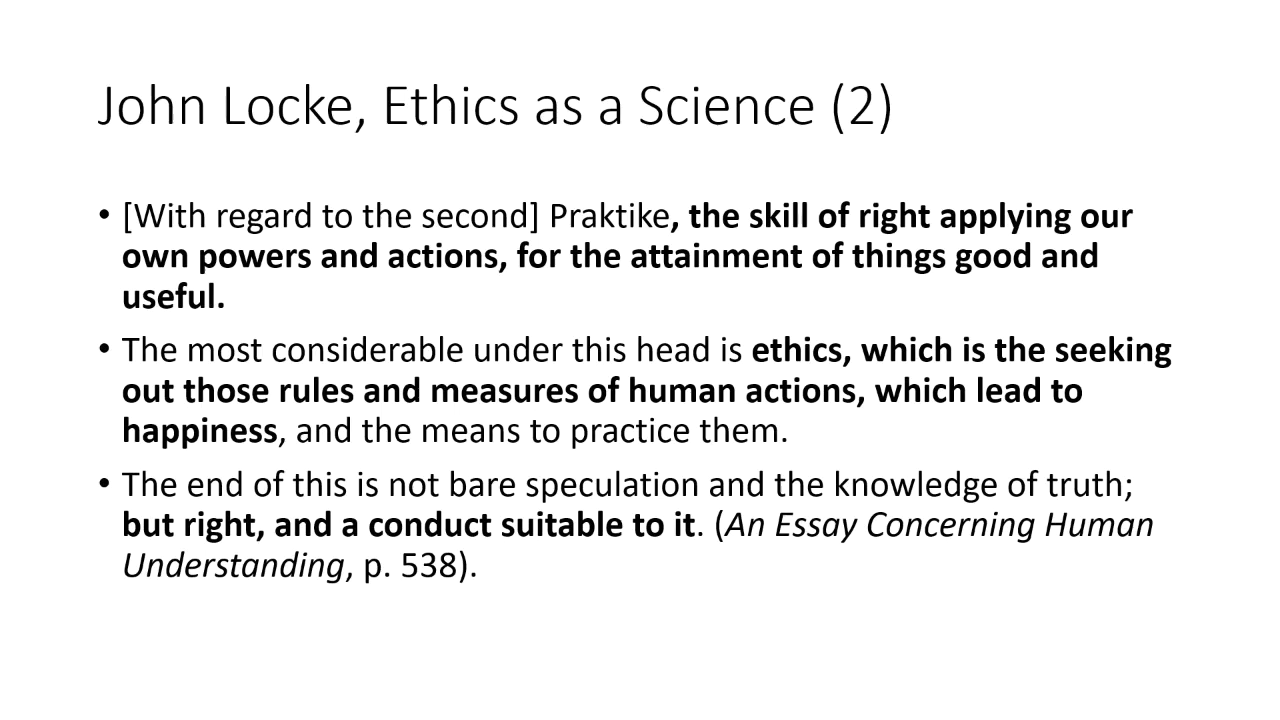 John Locke, Ethics as a Science (2)
• [With regard to the second] Praktike, the skill of right applying our
own powers and actions, for the attainment of things good and
useful.
• The most considerable under this head is ethics, which is the seeking
out those rules and measures of human actions, which lead to
happiness, and the means to practice them.
• The end of this is not bare speculation and the knowledge of truth;
but right, and a conduct suitable to it. (An Essay Concerning Human
Understanding, p. 538).